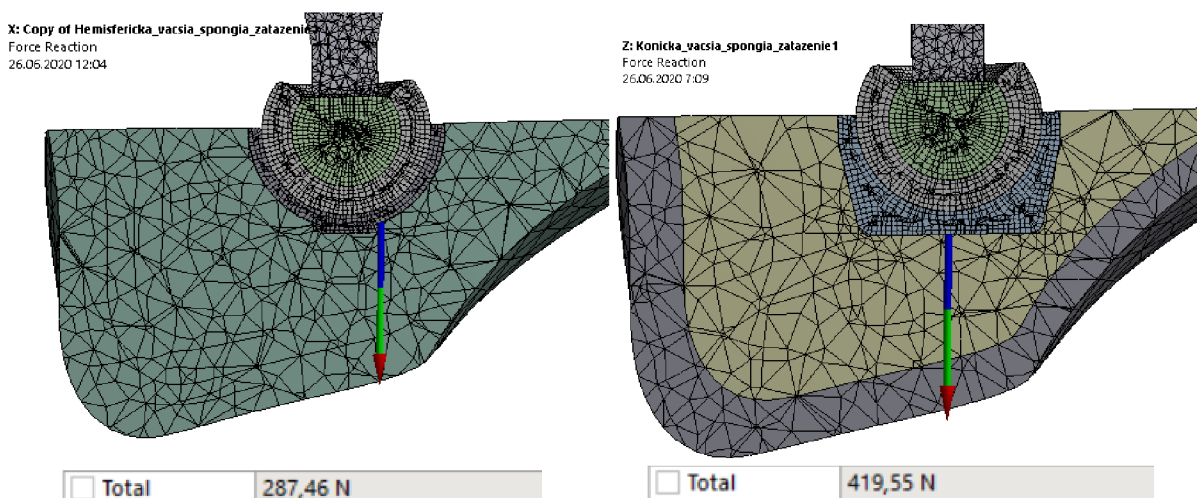 X: Copy of Hemisfericka_vacsia_spongia_zatazenie
Force Reaction
26.06.2020 12:04
Z: Konicka_vacsia_spongia_zatazenie1
Force Reaction
26.06.2020 7:09
Total 287,46 N
Total 419,55 N